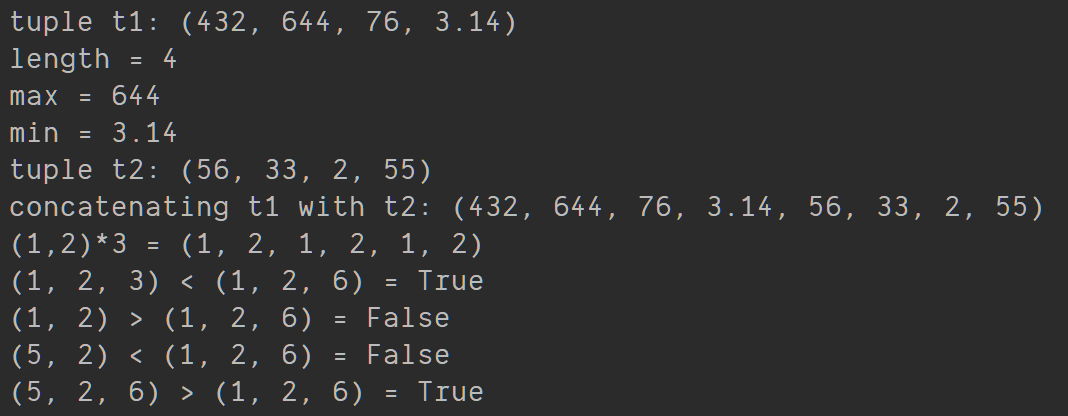 tuple t1: (432, 644, 76, 3.14)
length = 4
max = 644
min = 3.14
tuple t2: (56, 33, 2, 55)
concatenating t1 with t2: (432, 644, 76, 3.14, 56, 33, 2, 55)
(1,2)*3 = (1, 2, 1, 2, 1, 2)
(1, 2, 3) < (1, 2, 6) = True
(1, 2) > (1, 2, 6) = False
(5, 2) < (1, 2, 6) = False
(5, 2, 6) > (1, 2, 6) = True